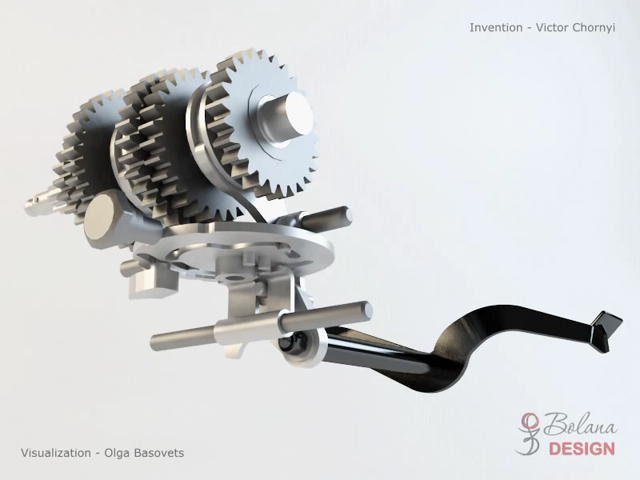 Invention - Victor Chornyi
Visualization - Olga Basovets
Bolana
DESIGN